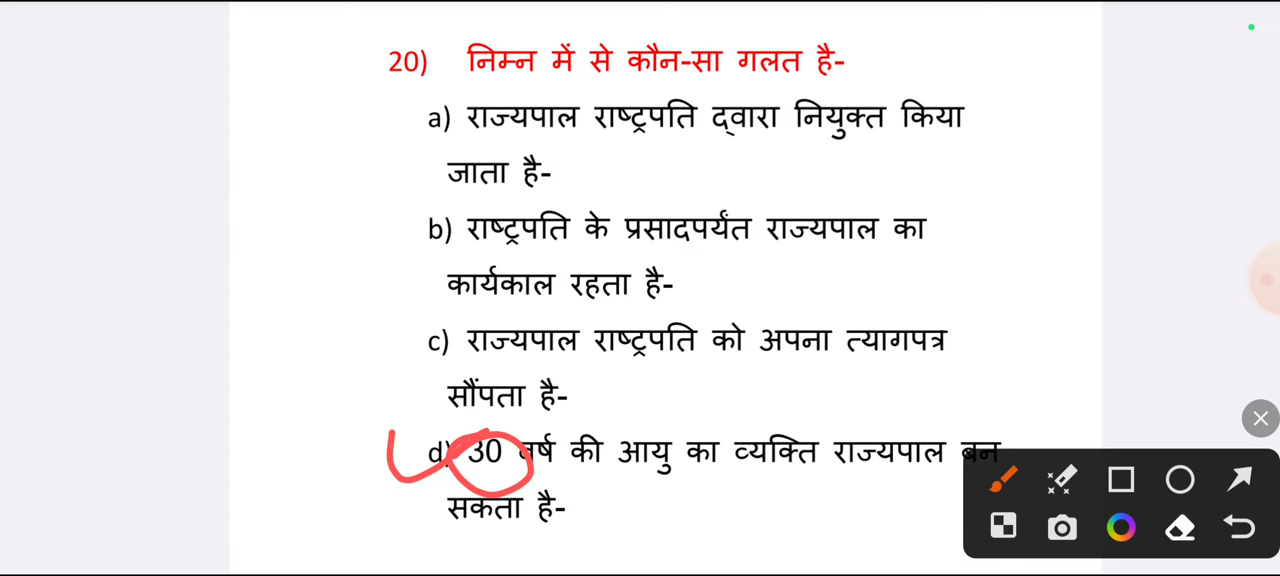 20) निम्न में से कौन-सा गलत है-
a) राज्यपाल राष्ट्रपति द्वारा नियुक्त किया
जाता है-
b) राष्ट्रपति के प्रसादपर्यंत राज्यपाल का
कार्यकाल रहता है-
c) राज्यपाल राष्ट्रपति को अपना त्यागपत्र
सौंपता है-
d) 30 वर्ष की आयु का व्यक्ति राज्यपाल बन
सकता है-